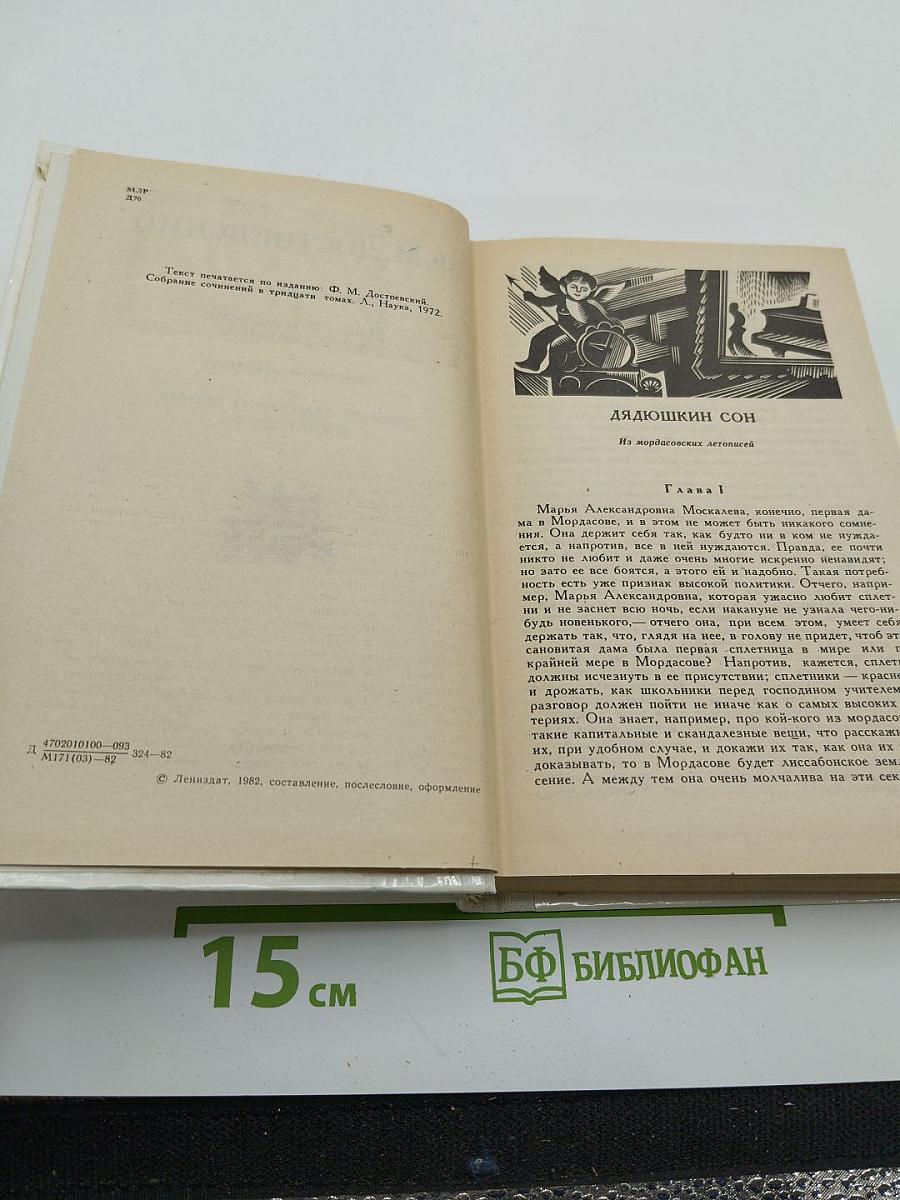 84.3Р
Д70
Текст печатается по изданию: Ф. М. Достоевский.
Собрание сочинений в тридцати томах. Л., Наука, 1972.
Д 4702010100—093 324—82
М171(03)—82
© Лениздат, 1982, составление, послесловие, оформление
ДЯДЮШКИН СОН
Из мордасовских летописей
Глава I
Марья Александровна Москалева, конечно, первая да-
ма в Мордасове, и в этом не может быть никакого сомне-
ния. Она держит себя так, как будто ни в ком не нужда-
ется, а напротив, все в ней нуждаются. Правда, ее почти
никто не любит и даже очень многие искренно ненавидят;
но зато ее все боятся, а этого ей и надобно. Такая потреб-
ность есть уже признак высокой политики. Отчего, напри-
мер, Марья Александровна, которая ужасно любит сплет-
ни и не заснет всю ночь, если накануне не узнала чего-ни-
будь новенького,— отчего она, при всем этом, умеет себя
держать так, что, глядя на нее, в голову не придет, чтоб эт
сановитая дама была первая сплетница в мире или п
крайней мере в Мордасове? Напротив, кажется, сплет
должны исчезнуть в ее присутствии; сплетники — красне
и дрожать, как школьники перед господином учителем
разговор должен пойти не иначе как о самых высоких
териях. Она знает, например, про кой-кого из мордасо
такие капитальные и скандалезные вещи, что расскажи
их, при удобном случае, и докажи их так, как она их
доказывать, то в Мордасове будет лиссабонское земл
сение. А между тем она очень молчалива на эти сек
15 см
БФ БИБЛИОФАН